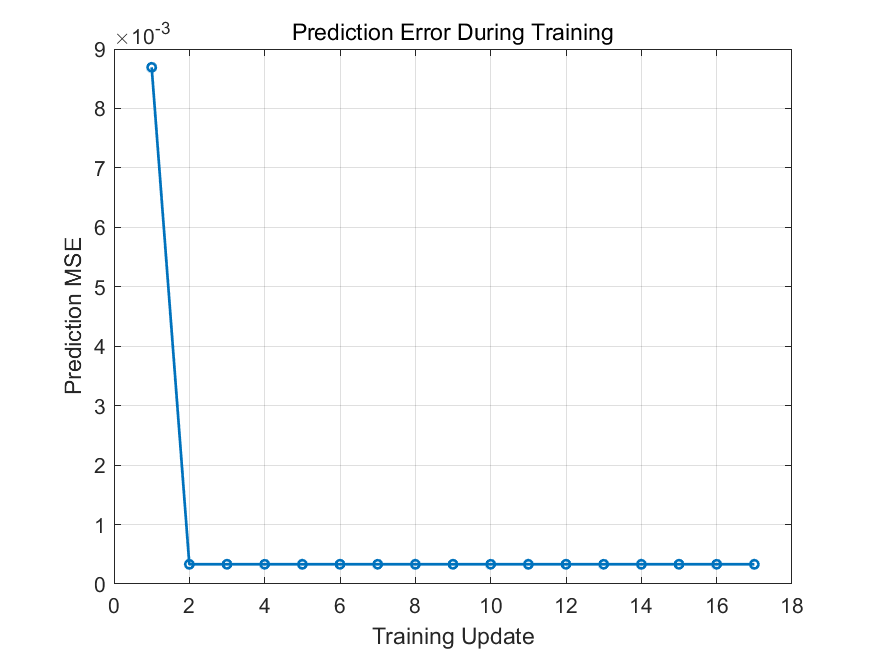 Prediction Error During Training
×10-3
9
8
7
6
5
4
3
2
1
0
Prediction MSE
0 2 4 6 8 10 12 14 16 18
Training Update